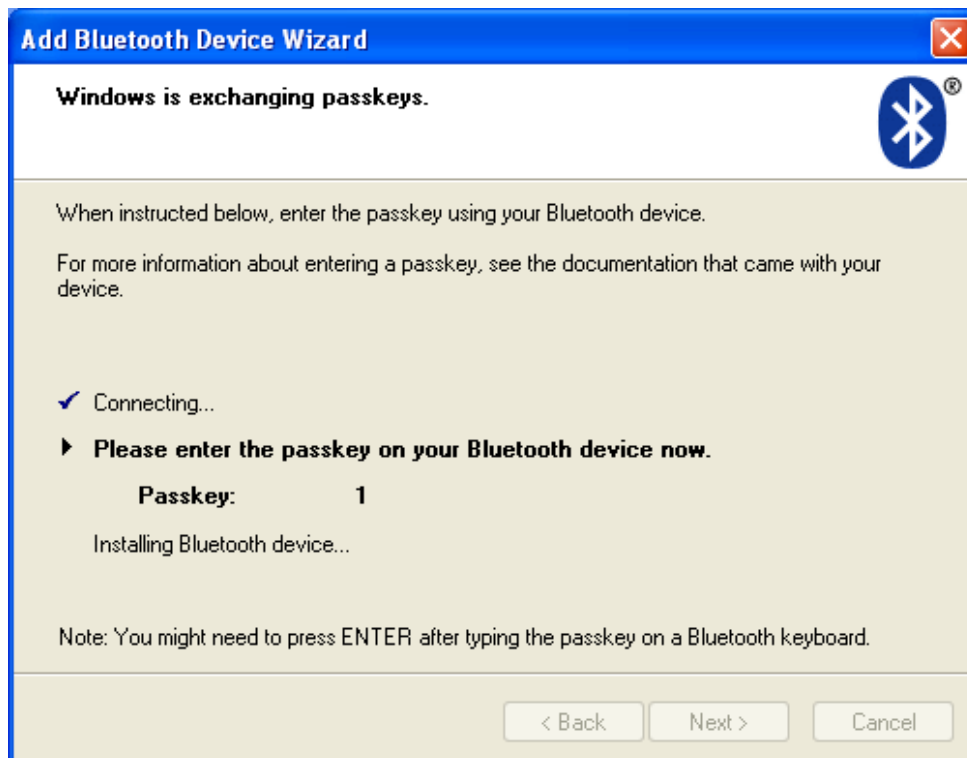 Add Bluetooth Device Wizard
Windows is exchanging passkeys.
®
When instructed below, enter the passkey using your Bluetooth device.
For more information about entering a passkey, see the documentation that came with your
device.
Connecting...
Please enter the passkey on your Bluetooth device now.
Passkey: 1
Installing Bluetooth device...
Note: You might need to press ENTER after typing the passkey on a Bluetooth keyboard.
< Back Next > Cancel